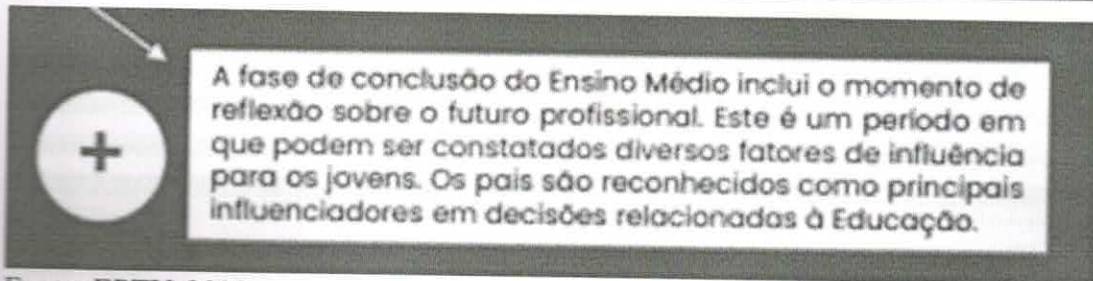 +
A fase de conclusão do Ensino Médio inclui o momento de
reflexão sobre o futuro profissional. Este é um período em
que podem ser constatados diversos fatores de influência
para os jovens. Os pais são reconhecidos como principais
influenciadores em decisões relacionadas à Educação.